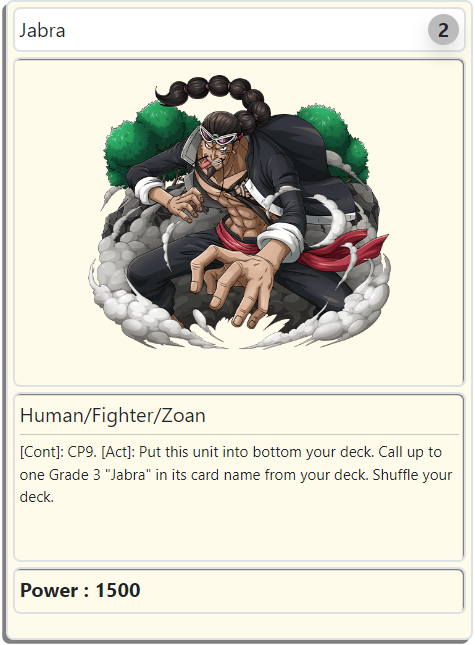 Jabra
2
Human/Fighter/Zoan
[Cont]: CP9. [Act]: Put this unit into bottom your deck. Call up to
one Grade 3 "Jabra" in its card name from your deck. Shuffle your
deck.
Power : 1500